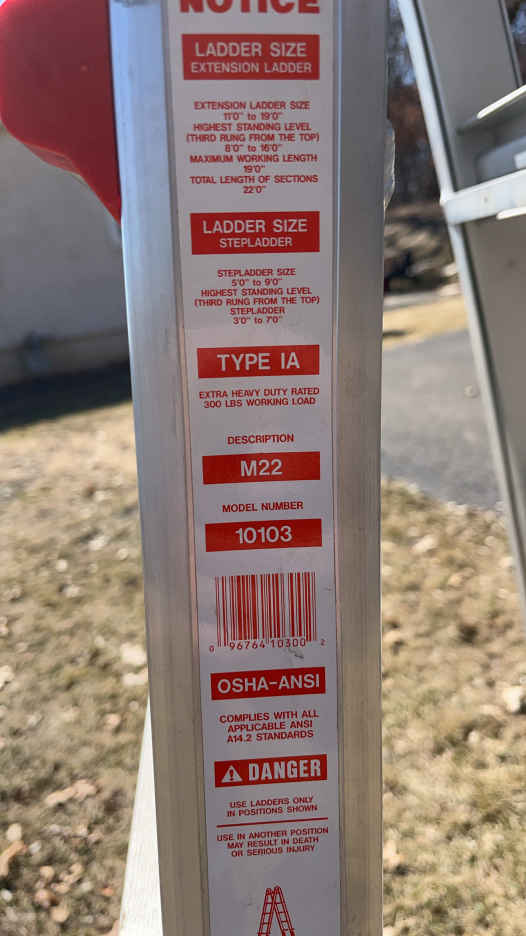 NOTICE
LADDER SIZE
EXTENSION LADDER
EXTENSION LADDER SIZE
11'0" to 19'0"
HIGHEST STANDING LEVEL
(THIRD RUNG FROM THE TOP)
8'0" to 16'0"
MAXIMUM WORKING LENGTH
19'0"
TOTAL LENGTH OF SECTIONS
22'0"
LADDER SIZE
STEPLADDER
STEPLADDER SIZE
5'0" to 9'0"
HIGHEST STANDING LEVEL
(THIRD RUNG FROM THE TOP)
STEPLADDER
3'0" to 7'0"
TYPE IA
EXTRA HEAVY DUTY RATED
300 LBS WORKING LOAD
DESCRIPTION
M22
MODEL NUMBER
10103
0 96764 10300 2
OSHA-ANSI
COMPLIES WITH ALL
APPLICABLE ANSI
A14.2 STANDARDS
DANGER
USE LADDERS ONLY
IN POSITIONS SHOWN
USE IN ANOTHER POSITION
MAY RESULT IN DEATH
OR SERIOUS INJURY